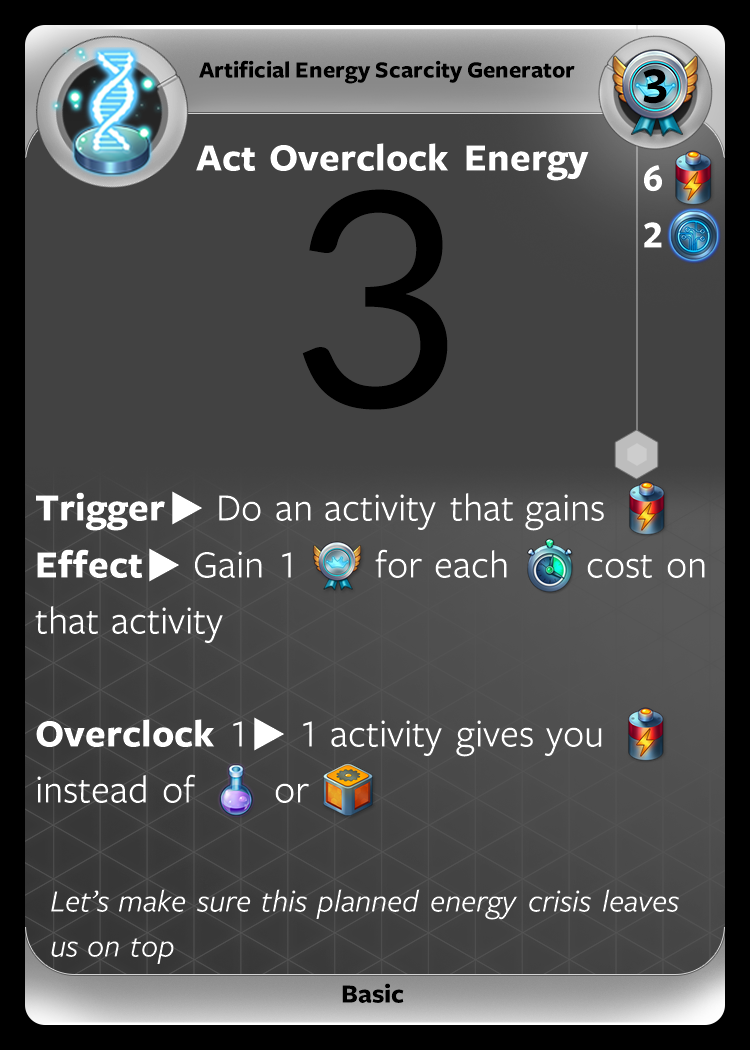 Artificial Energy Scarcity Generator
3
Act Overclock Energy
6
2
3
Trigger▶ Do an activity that gains
Effect▶ Gain 1 for each cost on
that activity
Overclock 1▶ 1 activity gives you
instead of or
Let’s make sure this planned energy crisis leaves
us on top
Basic